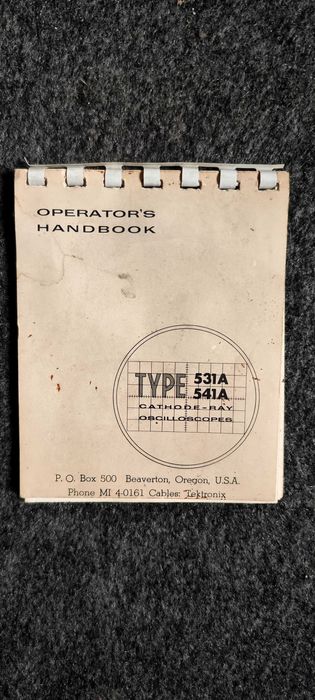 OPERATOR'S
HANDBOOK
TYPE 531A
541A
CATHODE-RAY
OSCILLOSCOPES
P. O. Box 500 Beaverton, Oregon, U.S.A.
Phone MI 4-0161 Cables: Tektronix